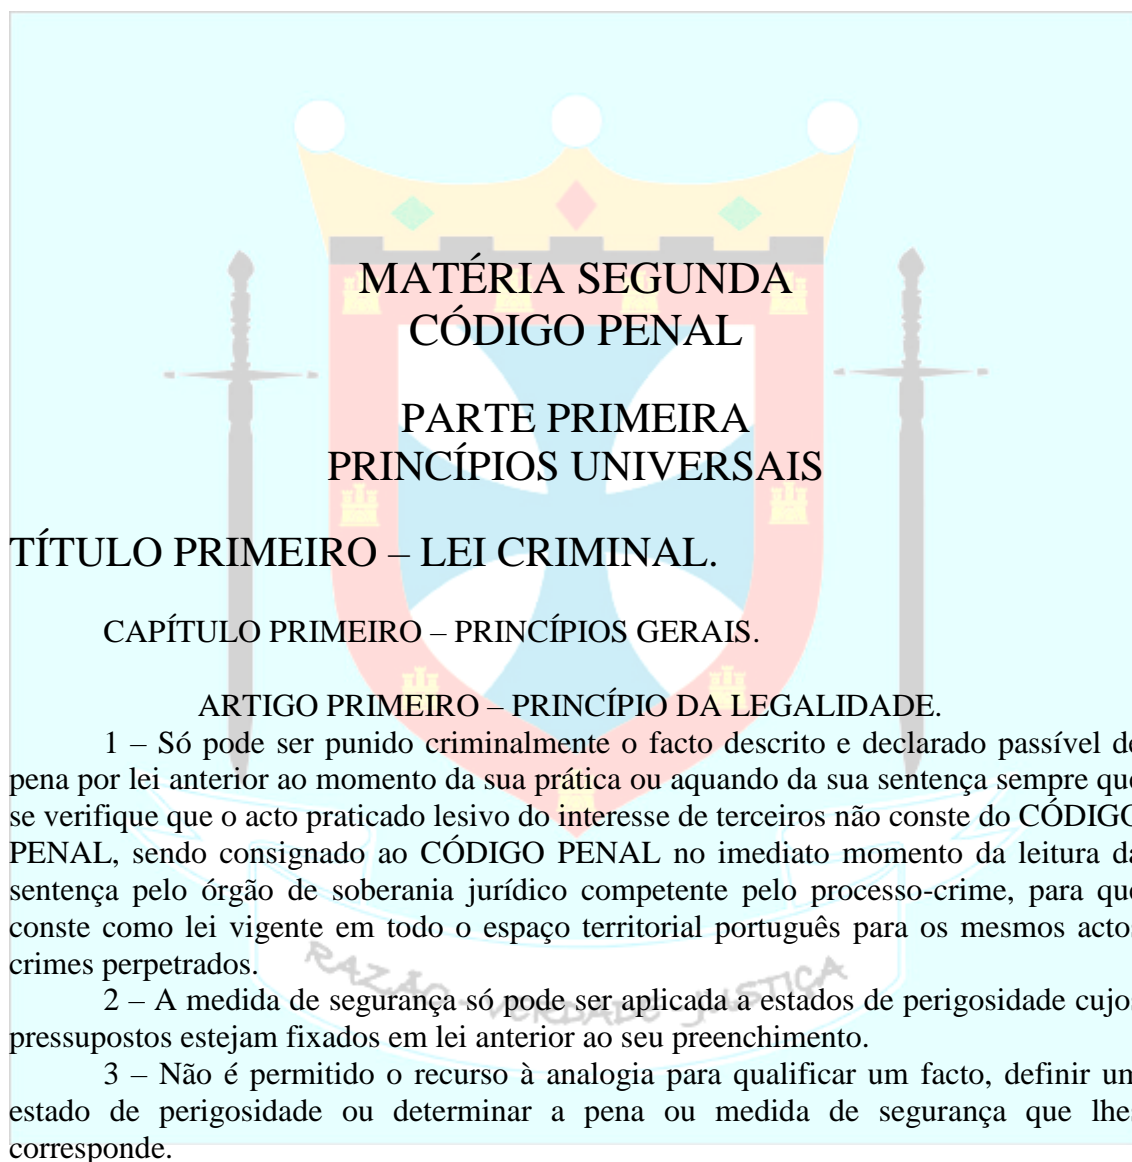 MATÉRIA SEGUNDA
CÓDIGO PENAL
PARTE PRIMEIRA
PRINCÍPIOS UNIVERSAIS
TÍTULO PRIMEIRO – LEI CRIMINAL.
CAPÍTULO PRIMEIRO – PRINCÍPIOS GERAIS.
ARTIGO PRIMEIRO – PRINCÍPIO DA LEGALIDADE.
1 – Só pode ser punido criminalmente o facto descrito e declarado passível de
pena por lei anterior ao momento da sua prática ou aquando da sua sentença sempre que
se verifique que o acto praticado lesivo do interesse de terceiros não conste do CÓDIGO
PENAL, sendo consignado ao CÓDIGO PENAL no imediato momento da leitura da
sentença pelo órgão de soberania jurídico competente pelo processo-crime, para que
conste como lei vigente em todo o espaço territorial português para os mesmos actos
crimes perpetrados.
RAZÃO - VERDADE - JUSTIÇA
2 – A medida de segurança só pode ser aplicada a estados de perigosidade cujos
pressupostos estejam fixados em lei anterior ao seu preenchimento.
3 – Não é permitido o recurso à analogia para qualificar um facto, definir um
estado de perigosidade ou determinar a pena ou medida de segurança que lhes
corresponde.